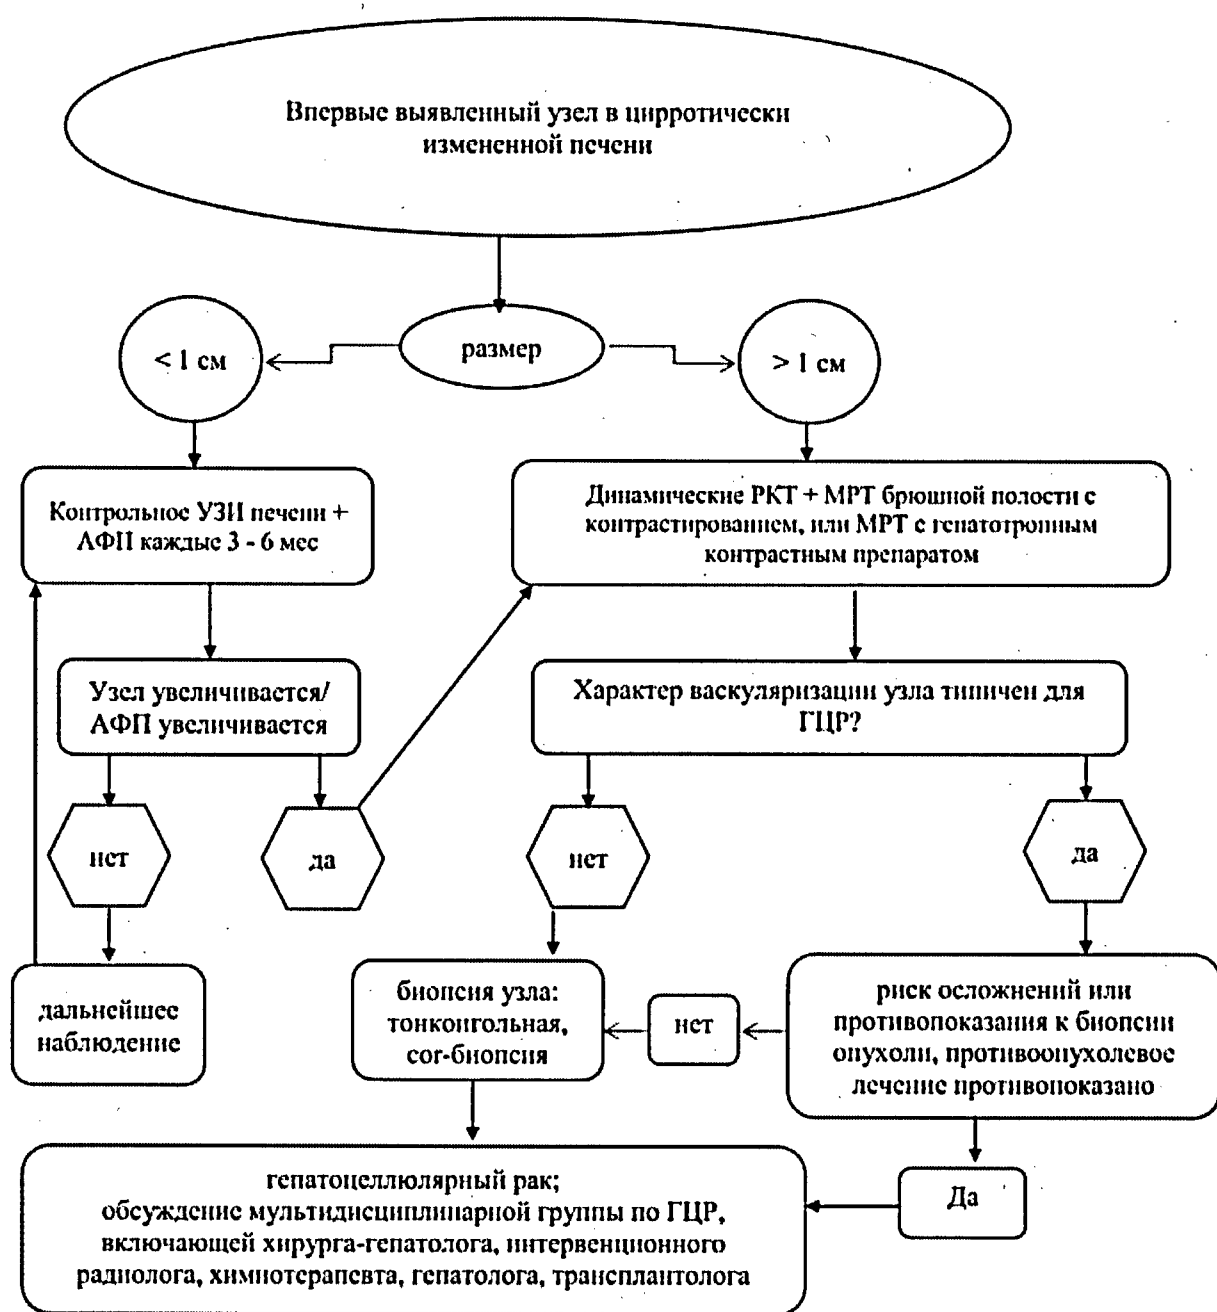 Впервые выявленный узел в цирротически
измененной печени
размер
< 1 см
> 1 см
Контрольное УЗИ печени +
АФП каждые 3 - 6 мес
Динамические РКТ + МРТ брюшной полости с
контрастированием, или МРТ с гепатотропным
контрастным препаратом
Узел увеличивается/
АФП увеличивается
Характер васкуляризации узла типичен для
ГЦР?
нет
да
нет
да
дальнейшее
наблюдение
биопсия узла:
тонкоигольная,
cor-биопсия
нет
риск осложнений или
противопоказания к биопсии
опухоли, противоопухолевое
лечение противопоказано
Да
гепатоцеллюлярный рак;
обсуждение мультидисциплинарной группы по ГЦР,
включающей хирурга-гепатолога, интервенционного
радиолога, химиотерапевта, гепатолога, трансплантолога